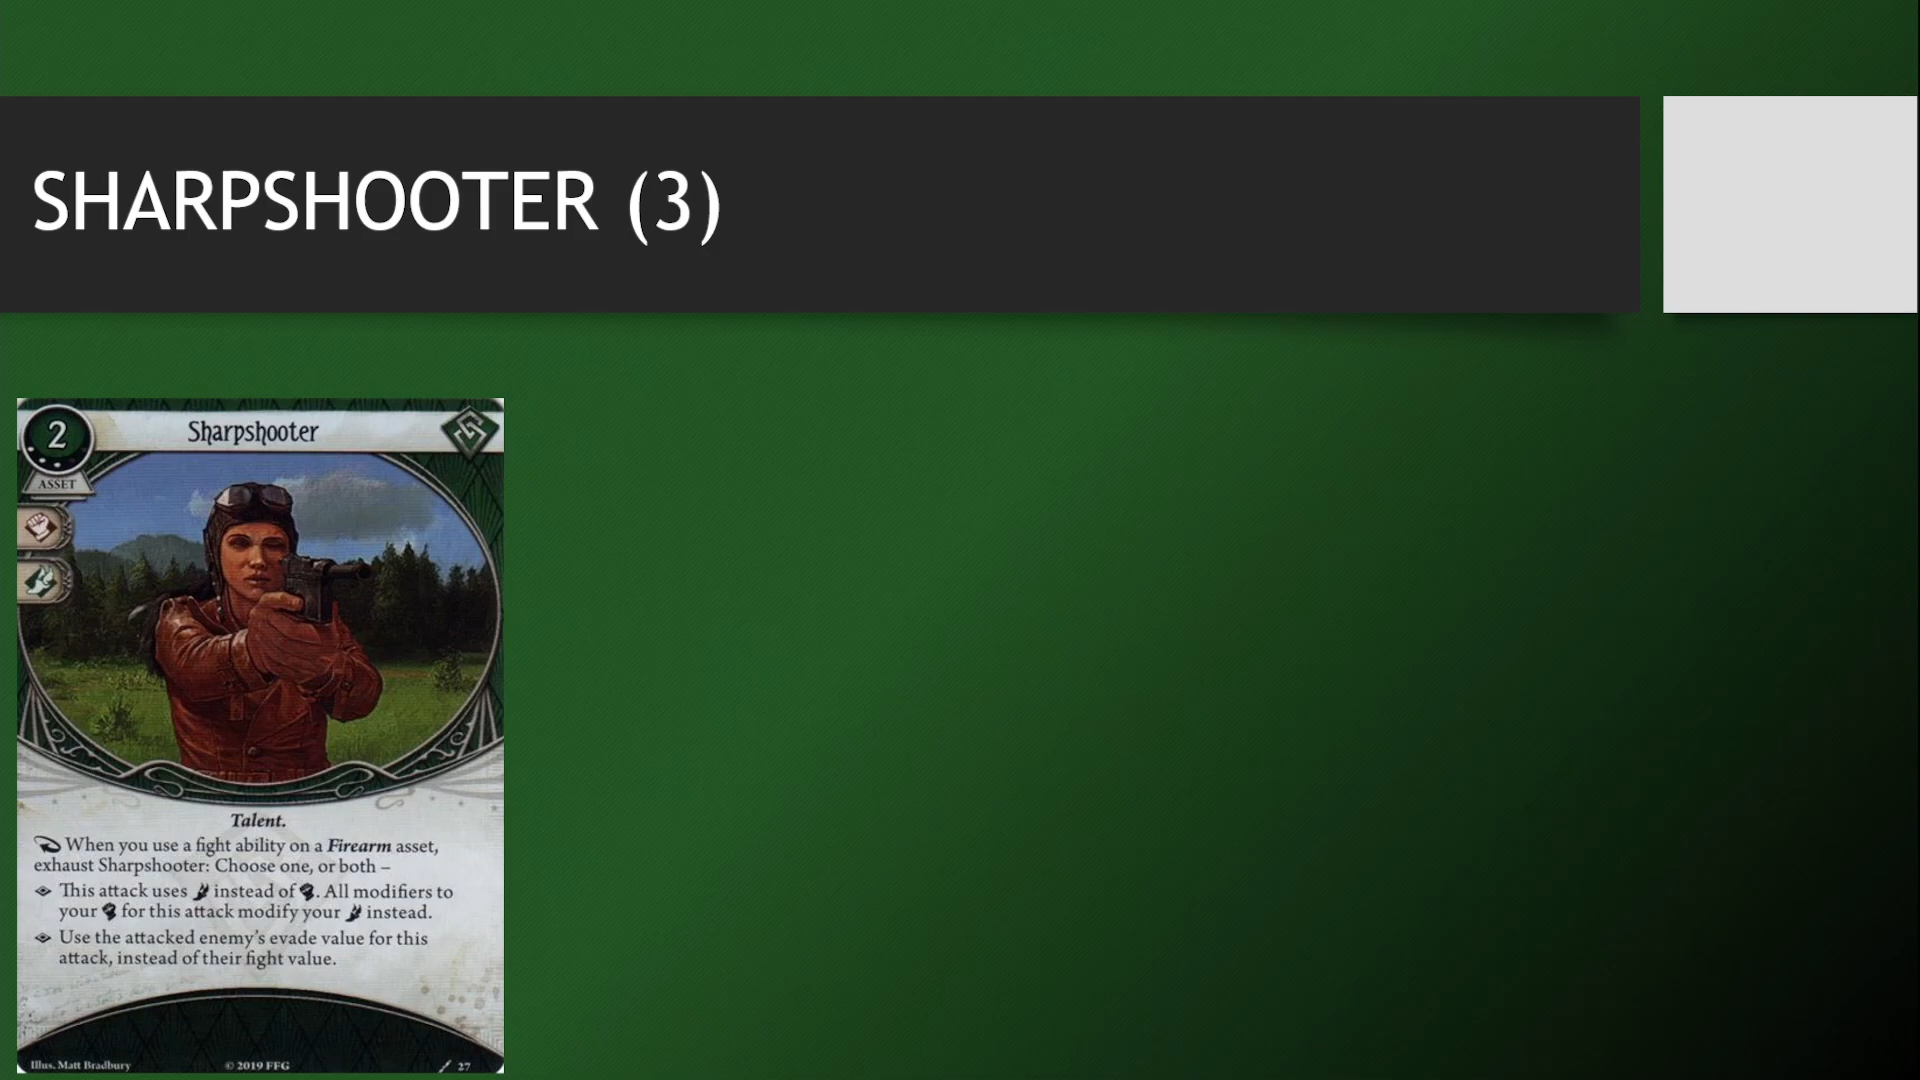 SHARPSHOOTER (3)
2
Sharpshooter
ASSET
Talent.
When you use a fight ability on a Firearm asset,
exhaust Sharpshooter: Choose one, or both –
This attack uses instead of . All modifiers to
your for this attack modify your instead.
Use the attacked enemy's evade value for this
attack, instead of their fight value.
Illus. Matt Bradbury
© 2019 FFG
27